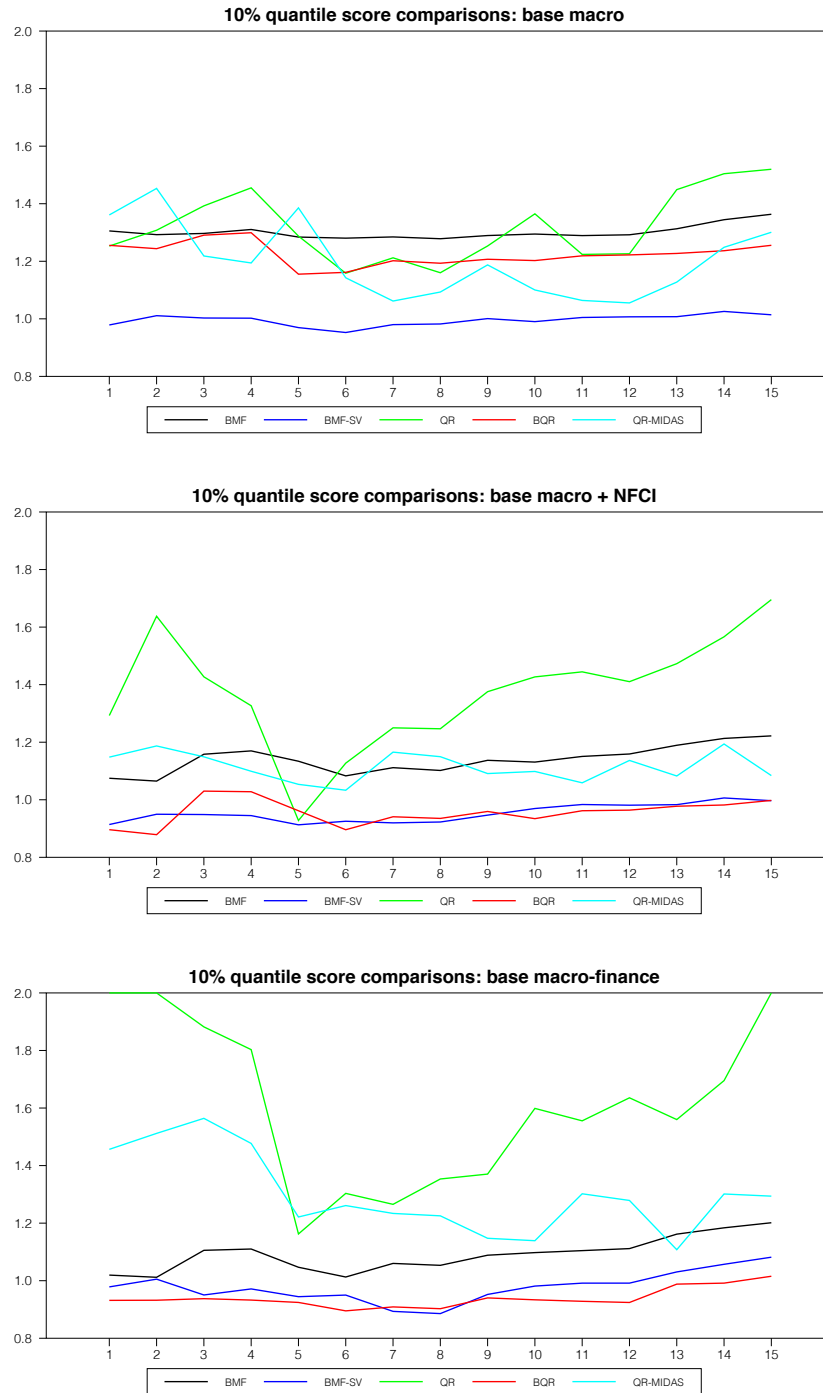 10% quantile score comparisons: base macro
2.0
1.8
1.6
1.4
1.2
1.0
0.8
1 2 3 4 5 6 7 8 9 10 11 12 13 14 15
BMF BMF-SV QR BQR QR-MIDAS
10% quantile score comparisons: base macro + NFCI
2.0
1.8
1.6
1.4
1.2
1.0
0.8
1 2 3 4 5 6 7 8 9 10 11 12 13 14 15
BMF BMF-SV QR BQR QR-MIDAS
10% quantile score comparisons: base macro-finance
2.0
1.8
1.6
1.4
1.2
1.0
0.8
1 2 3 4 5 6 7 8 9 10 11 12 13 14 15
BMF BMF-SV QR BQR QR-MIDAS